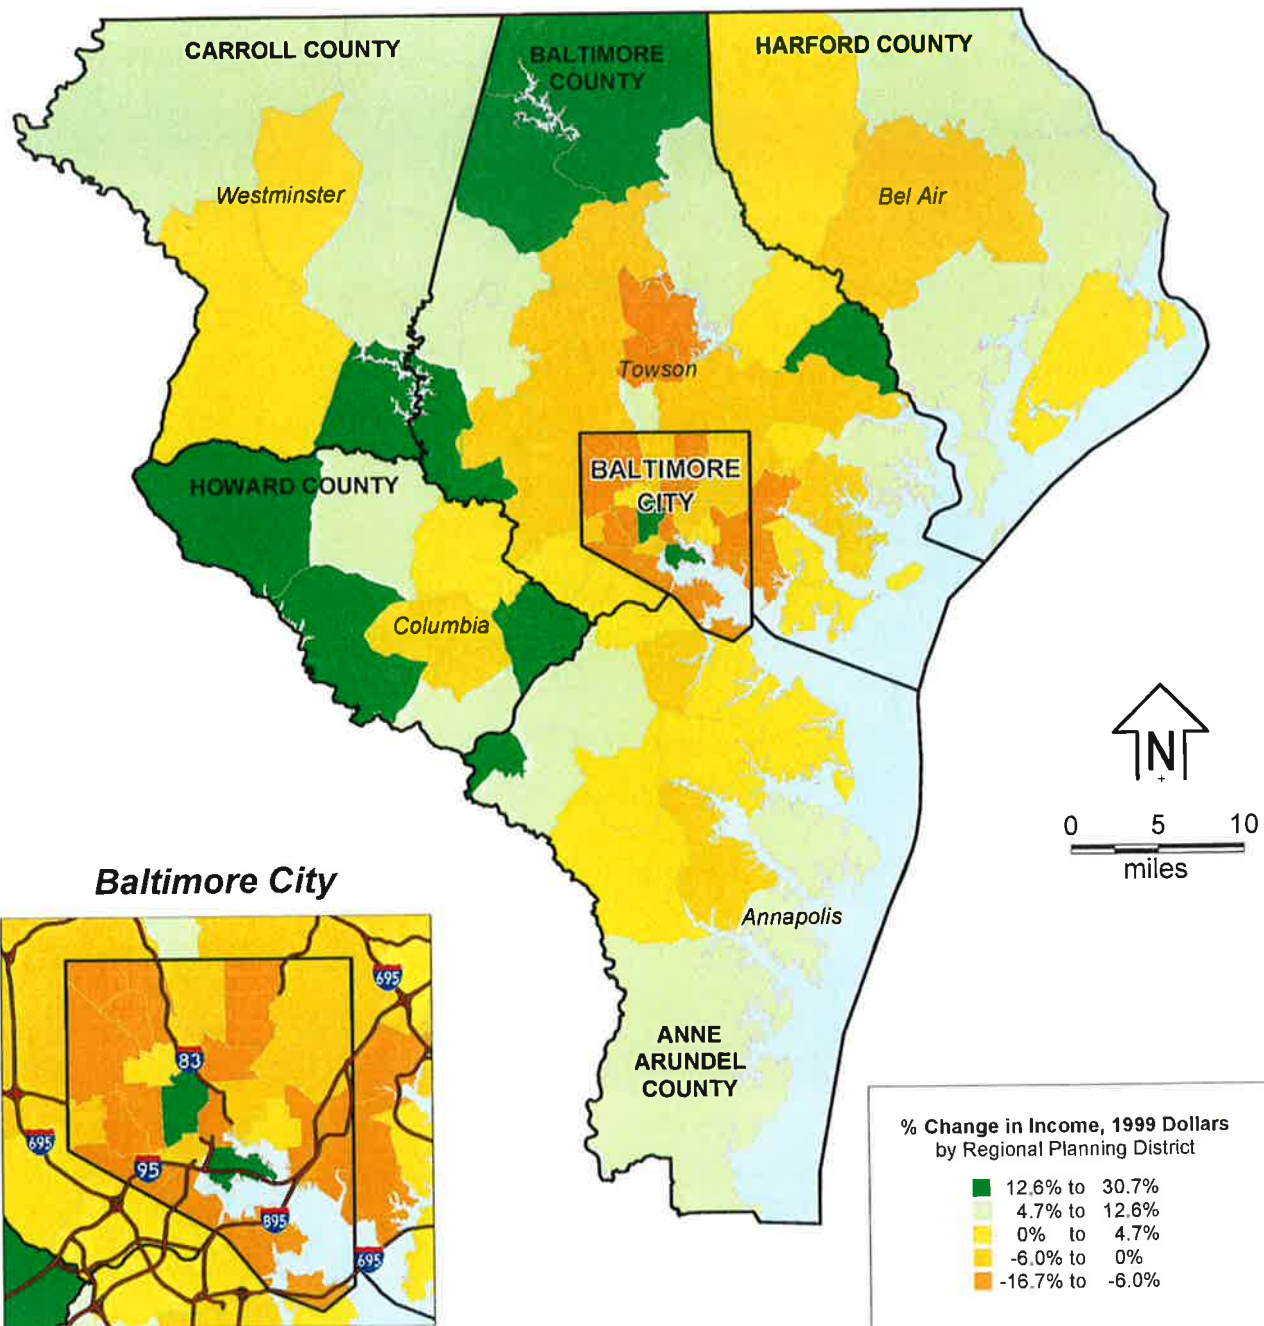 CARROLL COUNTY
BALTIMORE
COUNTY
HARFORD COUNTY
Westminster
Bel Air
Towson
BALTIMORE
CITY
HOWARD COUNTY
Columbia
N
0 5 10
miles
Baltimore City
Annapolis
ANNE
ARUNDEL
COUNTY
695
83
695
95
895
695
% Change in Income, 1999 Dollars
by Regional Planning District
12.6% to 30.7%
4.7% to 12.6%
0% to 4.7%
-6.0% to 0%
-16.7% to -6.0%